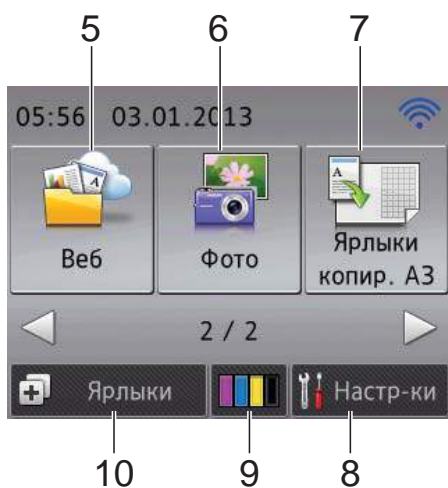 5 6 7
05:56 03.01.2013
Веб
Фото
Ярлыки
копир. А3
2 / 2
Ярлыки
Настр-ки
10 9 8